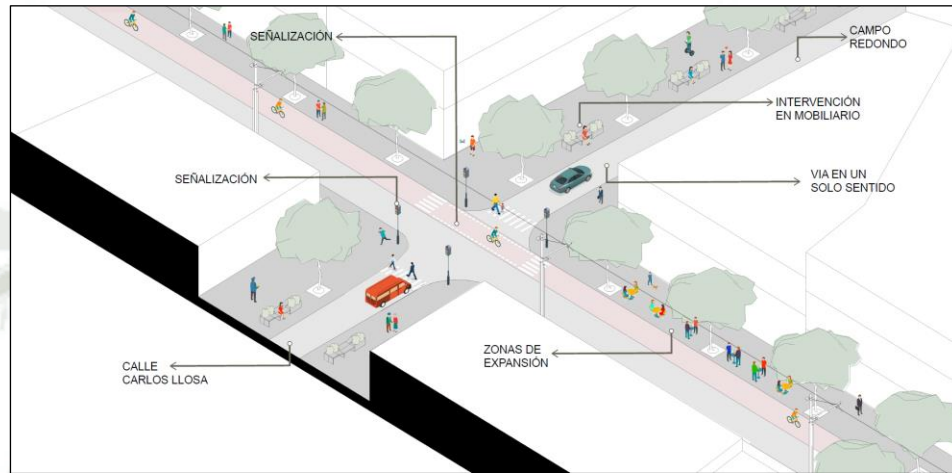 SEÑALIZACIÓN
CAMPO
REDONDO
INTERVENCIÓN
EN MOBILIARIO
SEÑALIZACIÓN
VIA EN UN
SOLO SENTIDO
CALLE
CARLOS LLOSA
ZONAS DE
EXPANSIÓN